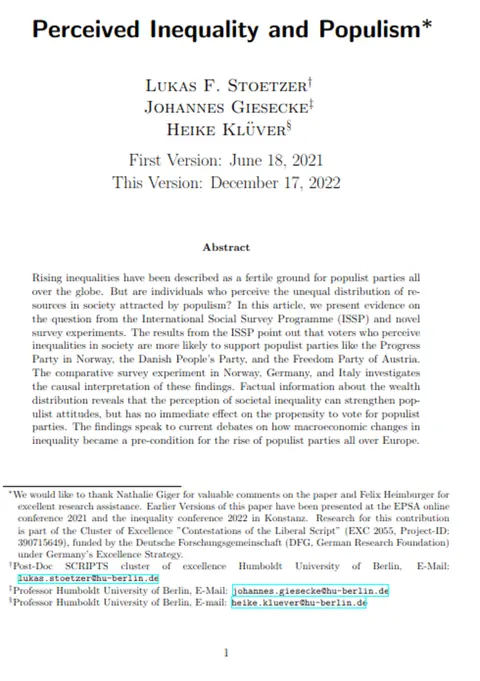 Perceived Inequality and Populism*
LUKAS F. STOETZER†
JOHANNES GIESECKE‡
HEIKE KLÜVER§
First Version: June 18, 2021
This Version: December 17, 2022
Abstract
Rising inequalities have been described as a fertile ground for populist parties all
over the globe. But are individuals who perceive the unequal distribution of re-
sources in society attracted by populism? In this article, we present evidence on
the question from the International Social Survey Programme (ISSP) and novel
survey experiments. The results from the ISSP point out that voters who perceive
inequalities in society are more likely to support populist parties like the Progress
Party in Norway, the Danish People's Party, and the Freedom Party of Austria.
The comparative survey experiment in Norway, Germany, and Italy investigates
the causal interpretation of these findings. Factual information about the wealth
distribution reveals that the perception of societal inequality can strengthen pop-
ulist attitudes, but has no immediate effect on the propensity to vote for populist
parties. The findings speak to current debates on how macroeconomic changes in
inequality became a pre-condition for the rise of populist parties all over Europe.
*We would like to thank Nathalie Giger for valuable comments on the paper and Felix Heimburger for
excellent research assistance. Earlier Versions of this paper have been presented at the EPSA online
conference 2021 and the inequality conference 2022 in Konstanz. Research for this contribution
is part of the Cluster of Excellence "Contestations of the Liberal Script" (EXC 2055, Project-ID:
390715649), funded by the Deutsche Forschungsgemeinschaft (DFG, German Research Foundation)
under Germany's Excellence Strategy.
†Post-Doc SCRIPTS cluster of excellence Humboldt University of Berlin, E-Mail:
lukas.stoetzer@hu-berlin.de
‡Professor Humboldt University of Berlin, E-Mail: johannes.giesecke@hu-berlin.de
§Professor Humboldt University of Berlin, E-mail: heike.kluever@hu-berlin.de
1